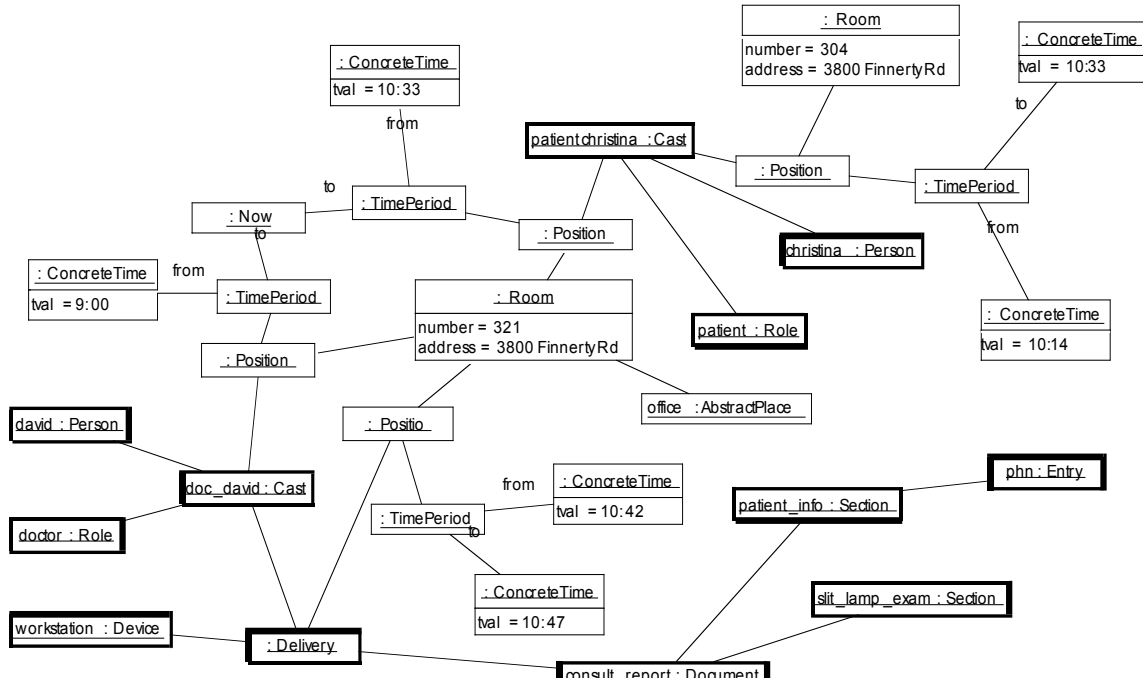 : Room
number = 304
address = 3800 FinnertyRd
: ConcreteTime
tval = 10:33
to
: ConcreteTime
tval = 10:33
from
patientchristina : Cast
: Position
: TimePeriod
from
to
: TimePeriod
: Now
to
: Position
christina : Person
: ConcreteTime
tval = 9:00
from
: TimePeriod
: Room
number = 321
address = 3800 FinnertyRd
patient : Role
: ConcreteTime
tval = 10:14
: Position
office : AbstractPlace
david : Person
: Positio
doc_david : Cast
doctor : Role
from
: ConcreteTime
tval = 10:42
: TimePeriod
to
phn : Entry
patient_info : Section
: ConcreteTime
tval = 10:47
slit_lamp_exam : Section
workstation : Device
: Delivery
consult_report : Document